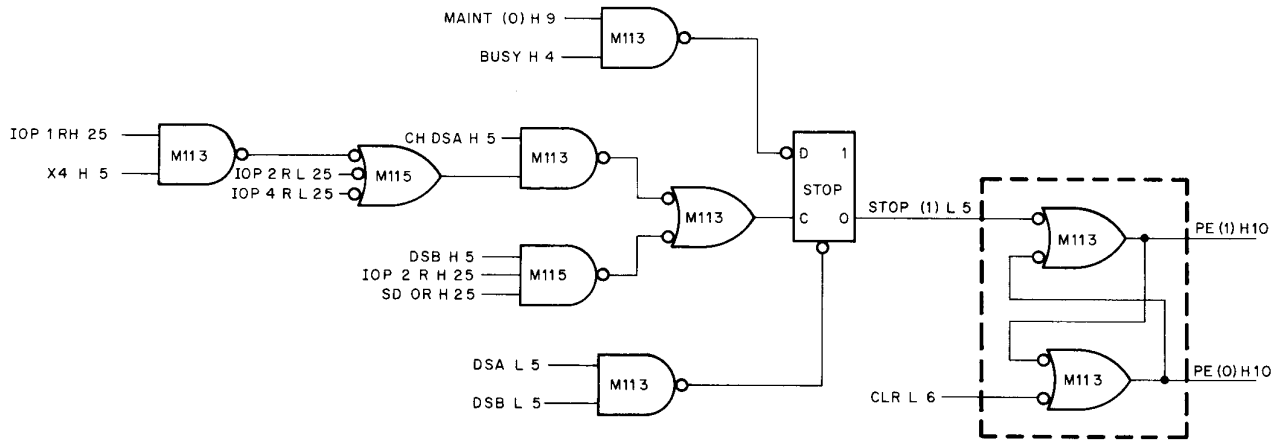 MAINT (0) H 9
M113
BUSY H 4
IOP 1 RH 25
X4 H 5
M113
IOP 2 R L 25
IOP 4 R L 25
M115
CH DSA H 5
M113
M113
DSB H 5
IOP 2 R H 25
SD OR H 25
M115
DSA L 5
DSB L 5
M113
D 1
STOP
C 0
STOP (1) L 5
M113
PE (1) H 10
M113
PE (0) H 10
CLR L 6